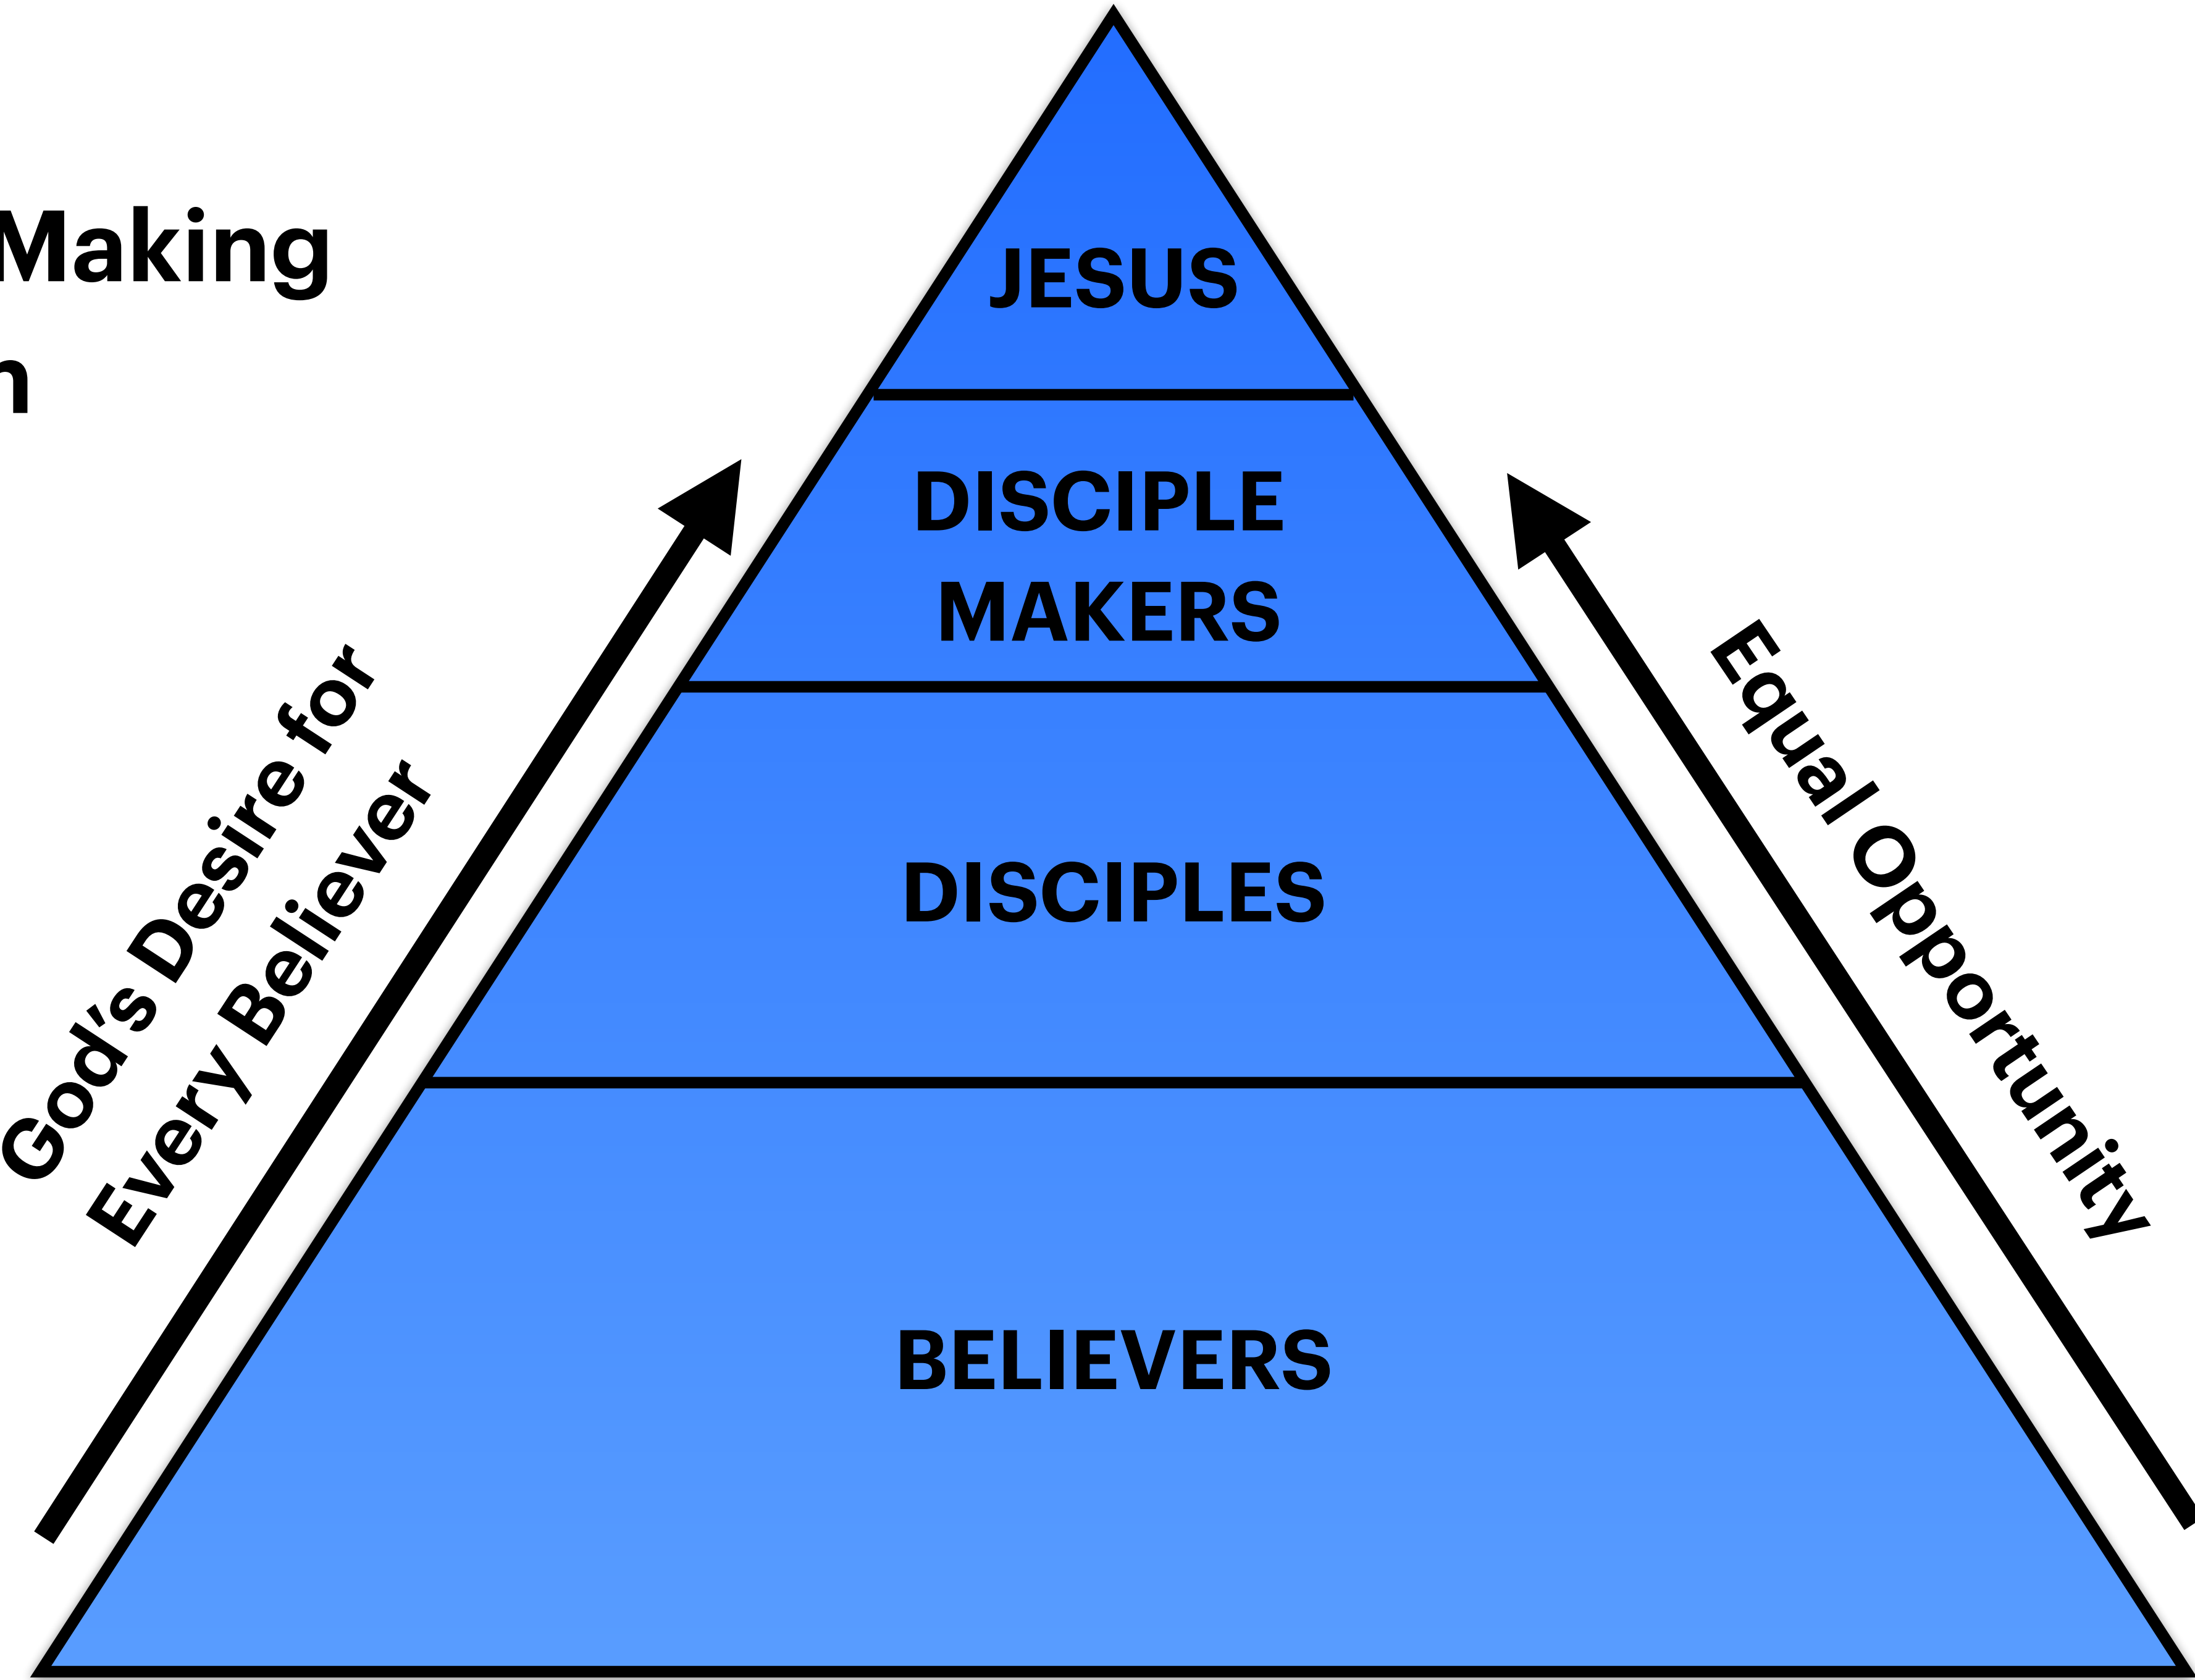 Making
n
JESUS
DISCIPLE
MAKERS
God's Desire for
Every Believer
Equal Opportunity
DISCIPLES
BELIEVERS